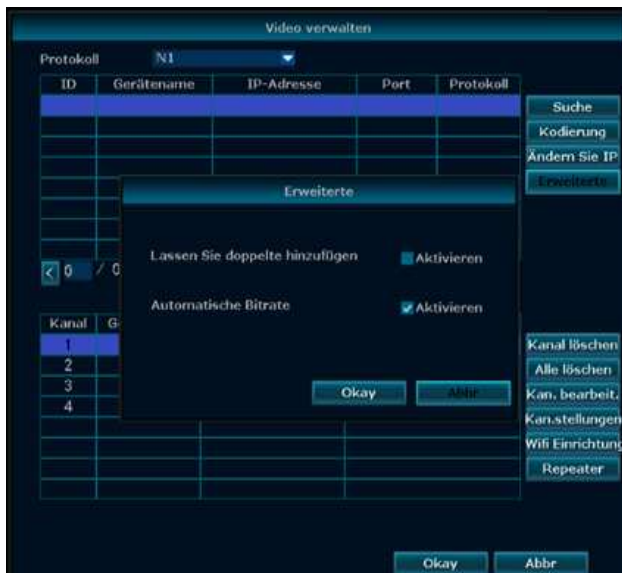 Video verwalten
Protokoll N1
ID Gerätename IP-Adresse Port Protokoll
Suche
Kodierung
Ändern Sie IP
Erweiterte
Erweiterte
Lassen Sie doppelte hinzufügen Aktivieren
< 0 / 0
Automatische Bitrate Aktivieren
Kanal G
1
2
3
4
Okay Abbr
Kanal löschen
Alle löschen
Kan. bearbeit.
Kan.stellungen
Wifi Einrichtung
Repeater
Okay Abbr